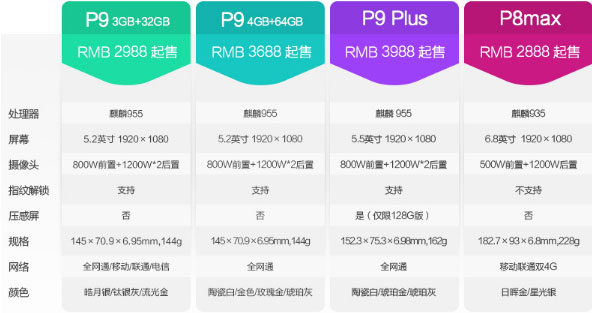 P9 3GB+32GB P9 4GB+64GB P9 Plus P8max
RMB 2988 起售 RMB 3688 起售 RMB 3988 起售 RMB 2888 起售
处理器 麒麟955 麒麟955 麒麟 955 麒麟935
屏幕 5.2英寸 1920×1080 5.2英寸 1920×1080 5.5英寸 1920×1080 6.8英寸 1920×1080
摄像头 800W前置+1200W*2后置 800W前置+1200W*2后置 800W前置+1200W*2后置 500W前置+1200W后置
指纹解锁 支持 支持 支持 不支持
压感屏 否 否 是（仅限128G版） 否
规格 145×70.9×6.95mm,144g 145×70.9×6.95mm,144g 152.3×75.3×6.98mm,162g 182.7×93×6.8mm,228g
网络 全网通/移动/联通/电信 全网通 全网通 移动联通双4G
颜色 皓月银/钛银灰/流光金 陶瓷白/金色/玫瑰金/琥珀灰 陶瓷白/琥珀金/琥珀灰 日晖金/星光银